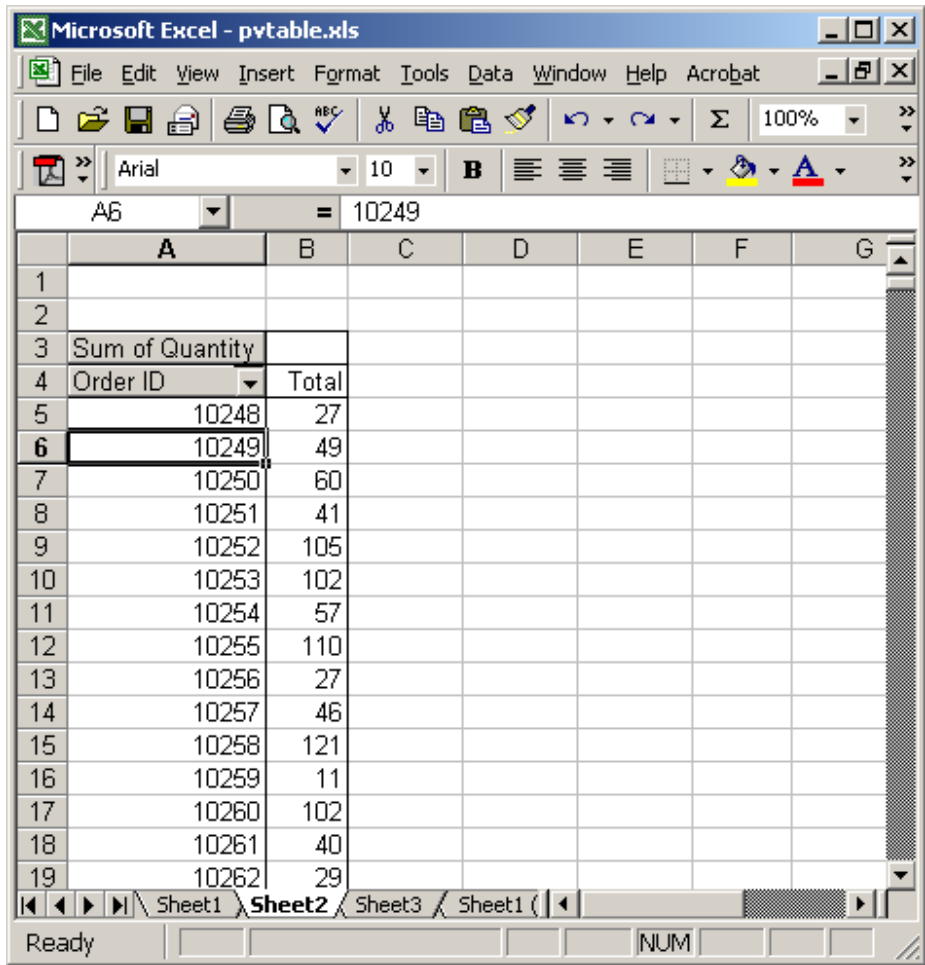 Microsoft Excel - pvtable.xls
File Edit View Insert Format Tools Data Window Help Acrobat
ABC Σ 100% »
» Arial 10 B A »
A6 = 10249
A B C D E F G
1
2
3 Sum of Quantity
4 Order ID Total
5 10248 27
6 10249 49
7 10250 60
8 10251 41
9 10252 105
10 10253 102
11 10254 57
12 10255 110
13 10256 27
14 10257 46
15 10258 121
16 10259 11
17 10260 102
18 10261 40
19 10262 29
Sheet1 Sheet2 Sheet3 Sheet1 (
Ready NUM